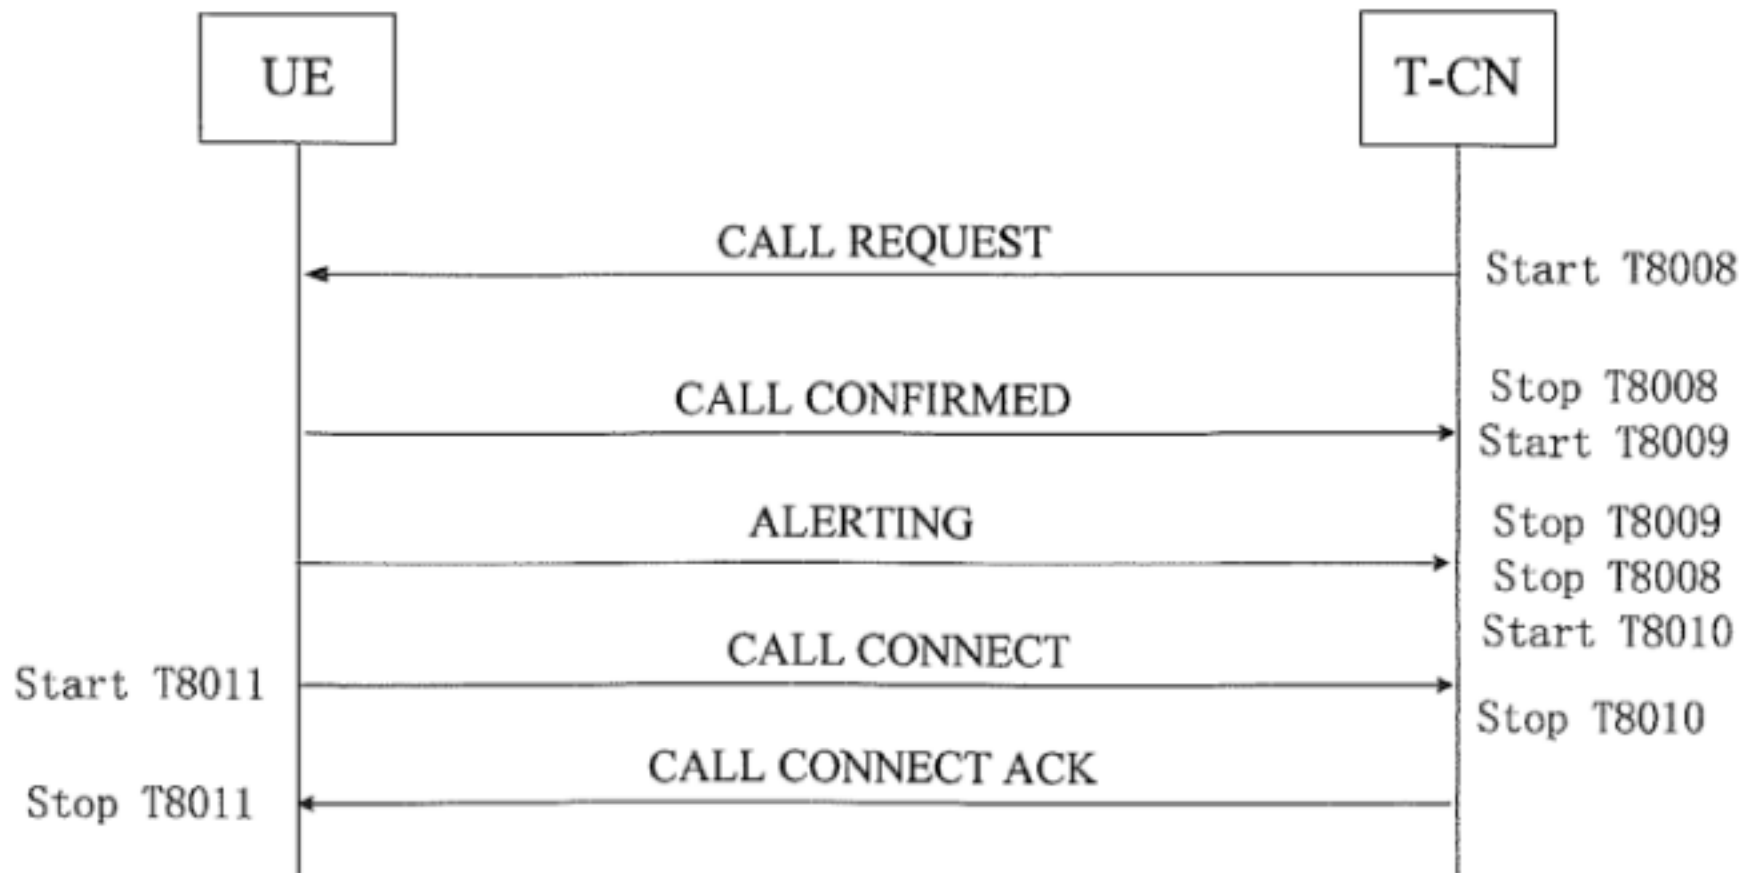 UE
T-CN
CALL REQUEST
Start T8008
CALL CONFIRMED
Stop T8008
Start T8009
ALERTING
Stop T8009
Stop T8008
Start T8010
CALL CONNECT
Start T8011
Stop T8010
CALL CONNECT ACK
Stop T8011